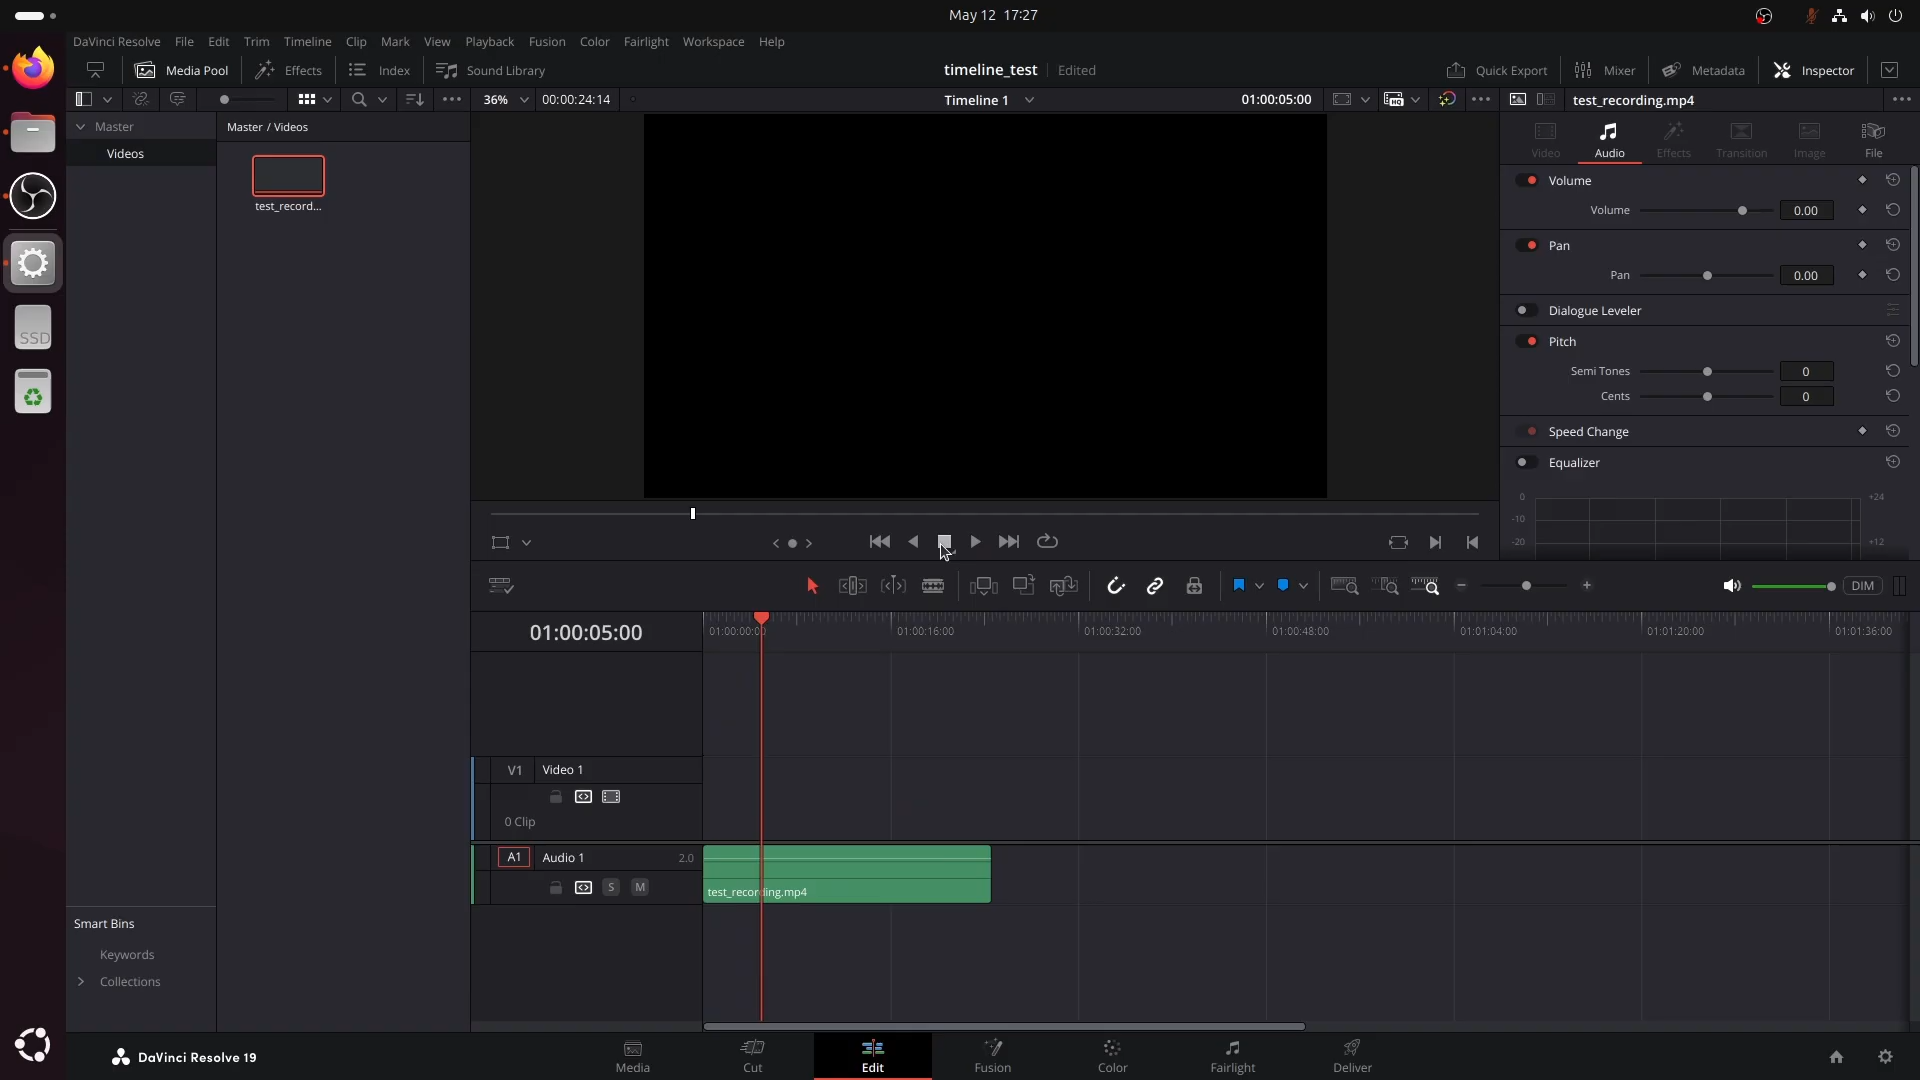 May 12 17:27
DaVinci Resolve File Edit Trim Timeline Clip Mark View Playback Fusion Color Fairlight Workspace Help
Media Pool Effects Index Sound Library timeline_test Edited Quick Export Mixer Metadata Inspector
36% 00:00:24:14 Timeline 1 01:00:05:00 test_recording.mp4
Master
Videos
Master / Videos
test_record...
Video Audio Effects Transition Image File
Volume
Volume 0.00
Pan
Pan 0.00
Dialogue Leveler
Pitch
Semi Tones 0
Cents 0
Speed Change
Equalizer
0 +24
-10
-20 +12
SSD
DIM
01:00:05:00
01:00:00:00 01:00:16:00 01:00:32:00 01:00:48:00 01:01:04:00 01:01:20:00 01:01:36:00
V1 Video 1
0 Clip
A1 Audio 1 2.0
S M
test_recording.mp4
Smart Bins
Keywords
Collections
DaVinci Resolve 19
Media Cut Edit Fusion Color Fairlight Deliver